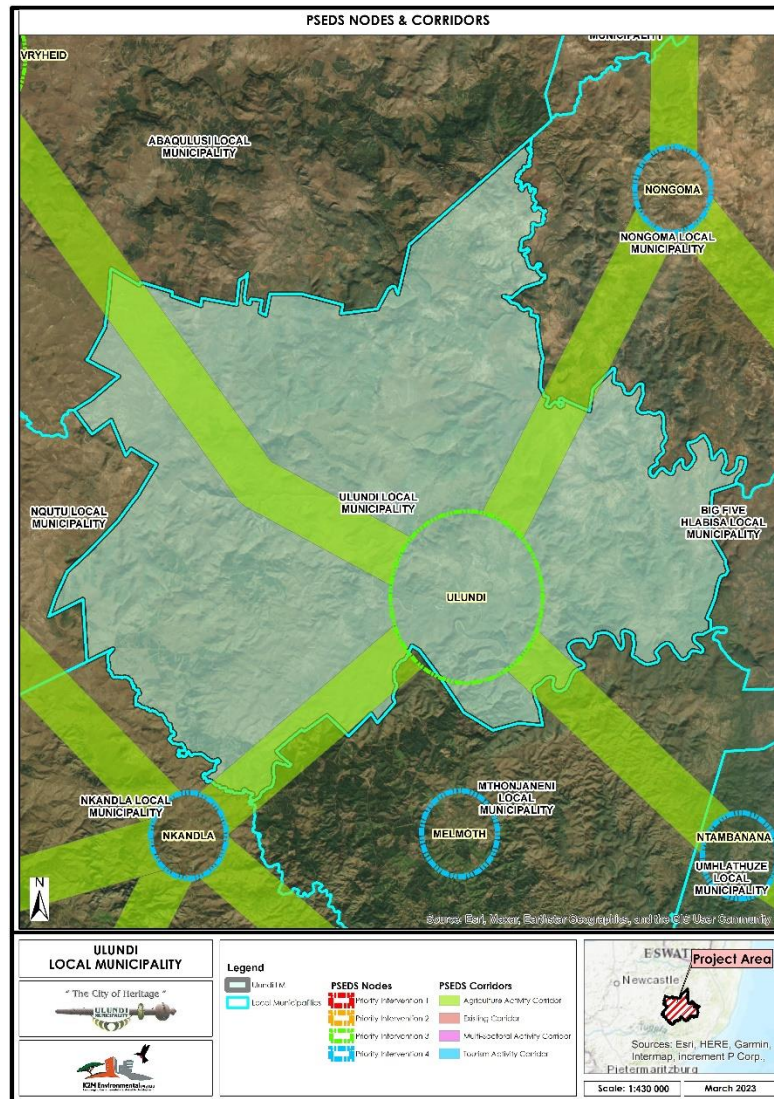 PSEDS NODES & CORRIDORS
MUNICIPALITY
VRYHEID
ABAQULUSI LOCAL
MUNICIPALITY
NONGOMA
NONGOMA LOCAL
MUNICIPALITY
NQUTU LOCAL
MUNICIPALITY
ULUNDI LOCAL
MUNICIPALITY
BIG FIVE
HLABISA LOCAL
MUNICIPALITY
ULUNDI
NKANDLA LOCAL
MUNICIPALITY
NKANDLA
MTHONJANENI
LOCAL
MUNICIPALITY
MELMOTH
NTAMBANANA
UMHLATHUZE
LOCAL
MUNICIPALITY
N
Source: Esri, Maxar, Earthstar Geographics, and the GIS User Community
ULUNDI
LOCAL MUNICIPALITY
"The City of Heritage"
ULUNDI
MUNICIPALITY
K2M Environmental
Legend
Ulundi LM
Local Municipalities
PSEDS Nodes
Priority Intervention 1
Priority Intervention 2
Priority Intervention 3
Priority Intervention 4
PSEDS Corridors
Agriculture Activity Corridor
Existing Corridor
Multi-Sectoral Activity Corridor
Tourism Activity Corridor
ESWAT
Project Area
Newcastle
Sources: Esri, HERE, Garmin,
Intermap, increment P Corp.,
Pietermaritzburg
Scale: 1:430 000
March 2023